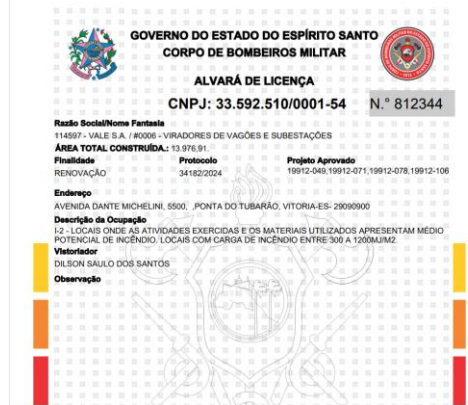 GOVERNO DO ESTADO DO ESPÍRITO SANTO
CORPO DE BOMBEIROS MILITAR
ALVARÁ DE LICENÇA
CNPJ: 33.592.510/0001-54 N.° 812344
Razão Social/Nome Fantasia
114597 - VALE S.A. / #0006 - VIRADORES DE VAGÕES E SUBESTAÇÕES
ÁREA TOTAL CONSTRUÍDA.: 13.976,91.
Finalidade Protocolo Projeto Aprovado
RENOVAÇÃO 34182/2024 19912-049,19912-071,19912-078,19912-106
Endereço
AVENIDA DANTE MICHELINI, 5500, ,PONTA DO TUBARÃO, VITORIA-ES- 29090900
Descrição da Ocupação
I-2 - LOCAIS ONDE AS ATIVIDADES EXERCIDAS E OS MATERIAIS UTILIZADOS APRESENTAM MÉDIO
POTENCIAL DE INCÊNDIO. LOCAIS COM CARGA DE INCÊNDIO ENTRE 300 A 1200MJ/M2.
Vistoriador
DILSON SAULO DOS SANTOS
Observação